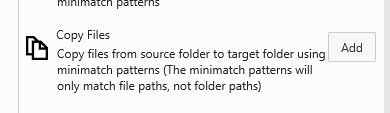 minimatch patterns
Copy Files
Copy files from source folder to target folder using
minimatch patterns (The minimatch patterns will
only match file paths, not folder paths)
Add